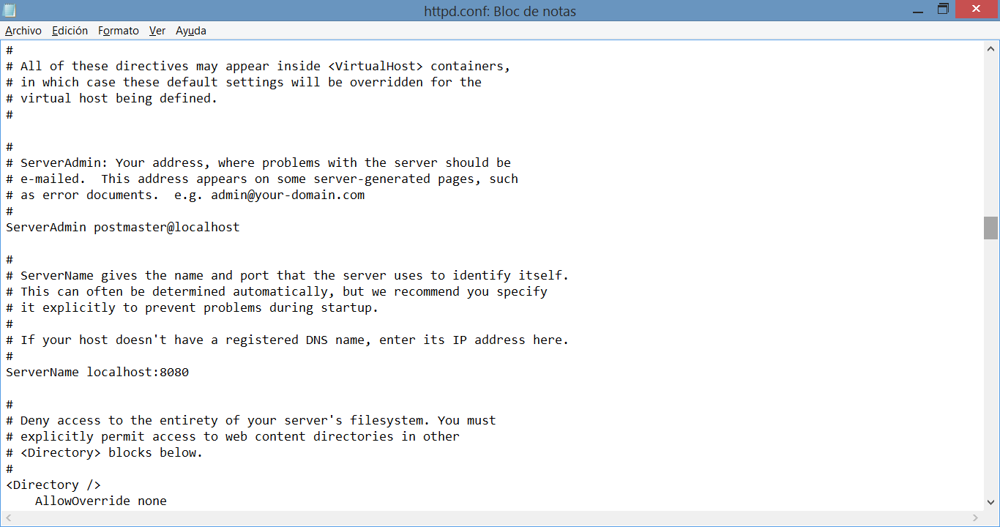 httpd.conf: Bloc de notas
Archivo Edición Formato Ver Ayuda
#
# All of these directives may appear inside <VirtualHost> containers,
# in which case these default settings will be overridden for the
# virtual host being defined.
#

#
# ServerAdmin: Your address, where problems with the server should be
# e-mailed.  This address appears on some server-generated pages, such
# as error documents.  e.g. admin@your-domain.com
#
ServerAdmin postmaster@localhost

#
# ServerName gives the name and port that the server uses to identify itself.
# This can often be determined automatically, but we recommend you specify
# it explicitly to prevent problems during startup.
#
# If your host doesn't have a registered DNS name, enter its IP address here.
#
ServerName localhost:8080

#
# Deny access to the entirety of your server's filesystem. You must
# explicitly permit access to web content directories in other
# <Directory> blocks below.
#
<Directory />
    AllowOverride none